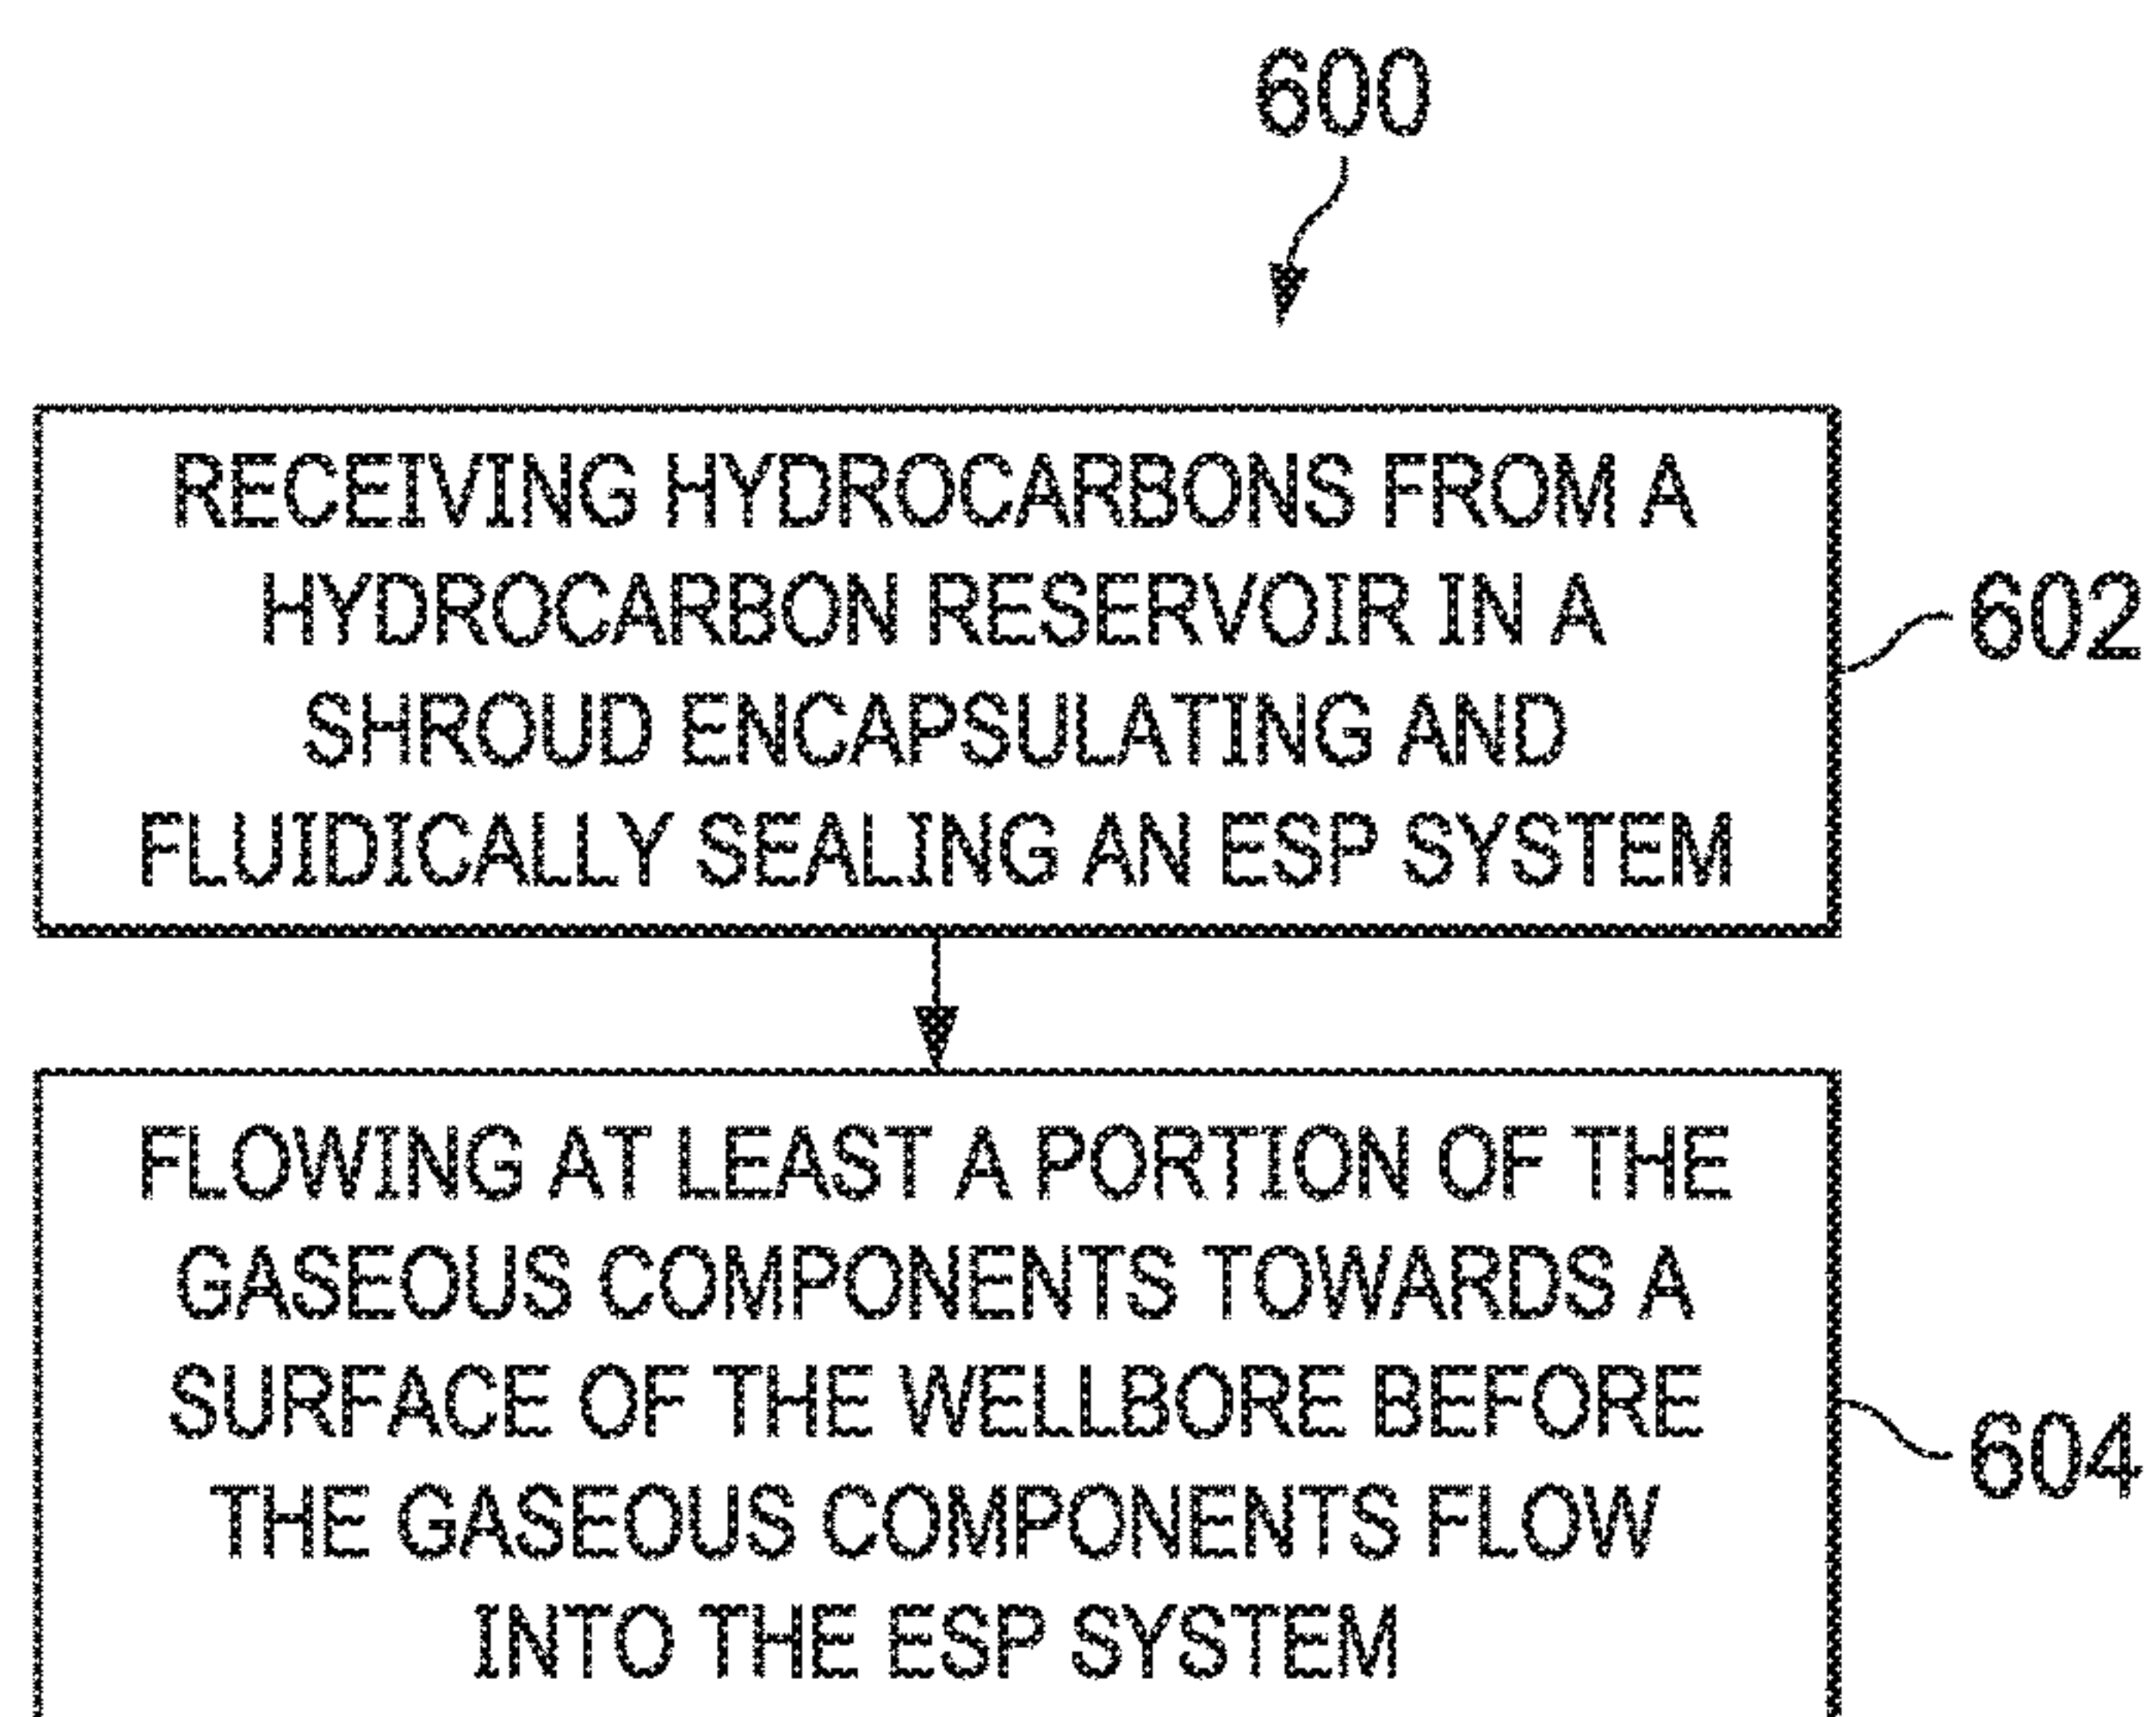 600
RECEIVING HYDROCARBONS FROM A
HYDROCARBON RESERVOIR IN A
SHROUD ENCAPSULATING AND
FLUIDICALLY SEALING AN ESP SYSTEM
602
FLOWING AT LEAST A PORTION OF THE
GASEOUS COMPONENTS TOWARDS A
SURFACE OF THE WELLBORE BEFORE
THE GASEOUS COMPONENTS FLOW
INTO THE ESP SYSTEM
604